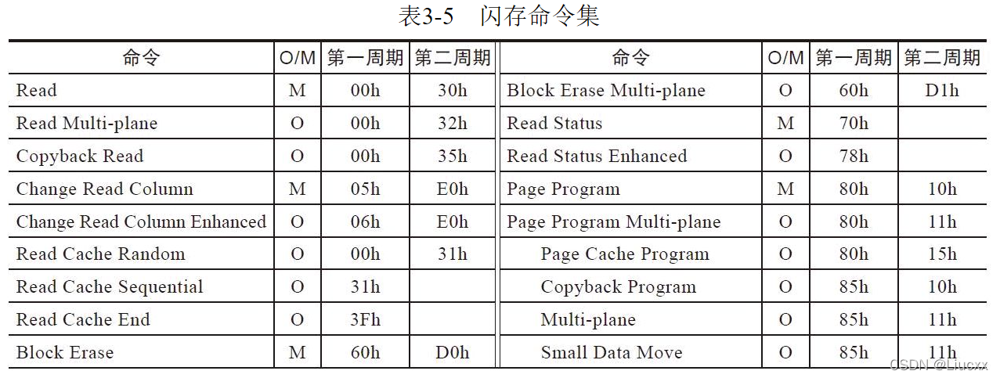 表3-5 闪存命令集
命令 O/M 第一周期 第二周期 命令 O/M 第一周期 第二周期
Read M 00h 30h Block Erase Multi-plane O 60h D1h
Read Multi-plane O 00h 32h Read Status M 70h
Copyback Read O 00h 35h Read Status Enhanced O 78h
Change Read Column M 05h E0h Page Program M 80h 10h
Change Read Column Enhanced O 06h E0h Page Program Multi-plane O 80h 11h
Read Cache Random O 00h 31h Page Cache Program O 80h 15h
Read Cache Sequential O 31h Copyback Program O 85h 10h
Read Cache End O 3Fh Multi-plane O 85h 11h
Block Erase M 60h D0h Small Data Move O 85h 11h
CSDN @Liucxx